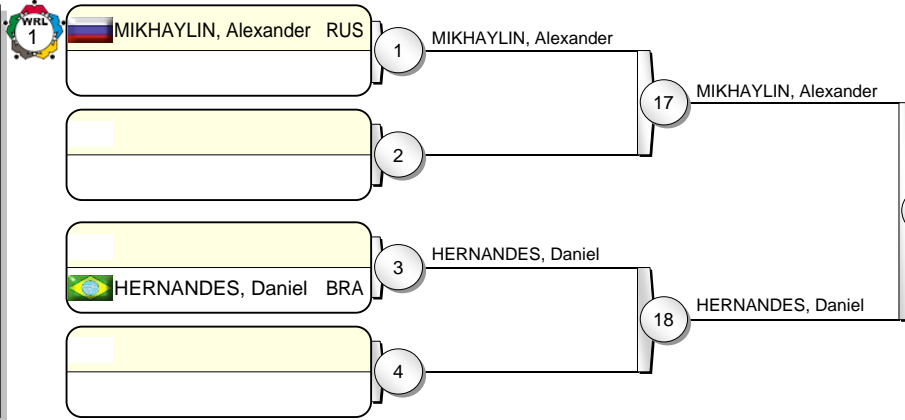 WRL
1
MIKHAYLIN, Alexander RUS
1
MIKHAYLIN, Alexander
17
MIKHAYLIN, Alexander
2
3
HERNANDES, Daniel
HERNANDES, Daniel BRA
18
HERNANDES, Daniel
4